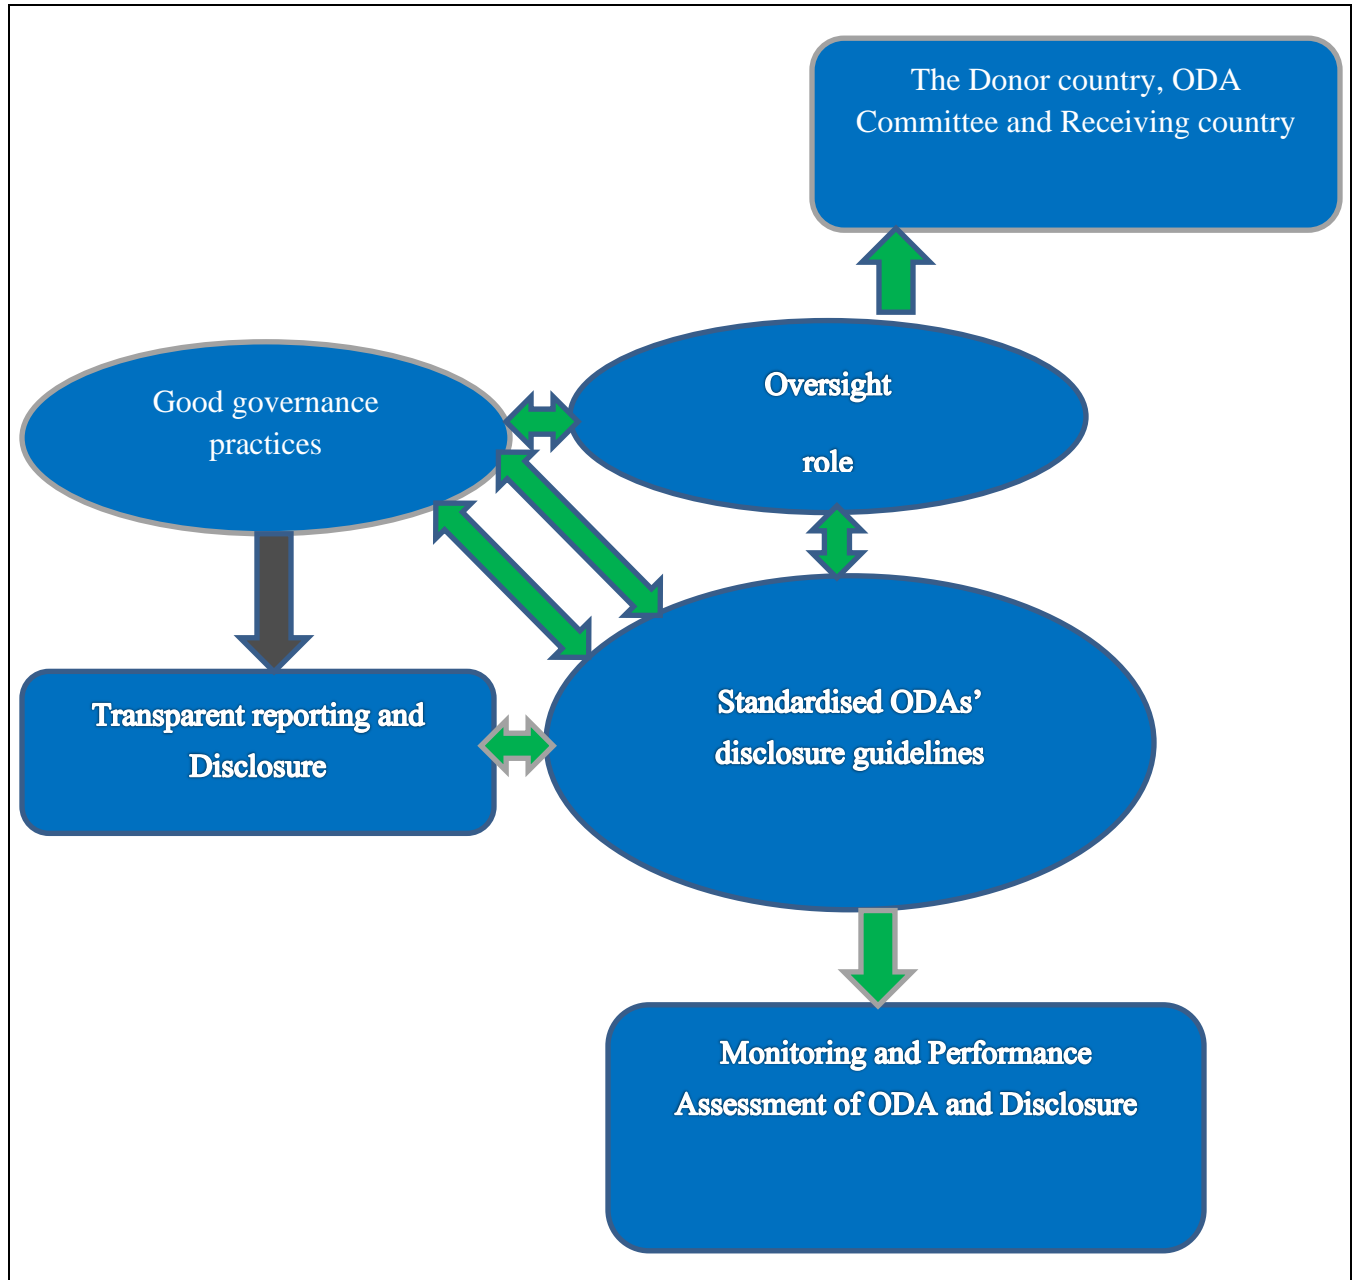 The Donor country, ODA
Committee and Receiving country
Oversight
role
Good governance
practices
Transparent reporting and
Disclosure
Standardised ODAs’
disclosure guidelines
Monitoring and Performance
Assessment of ODA and Disclosure